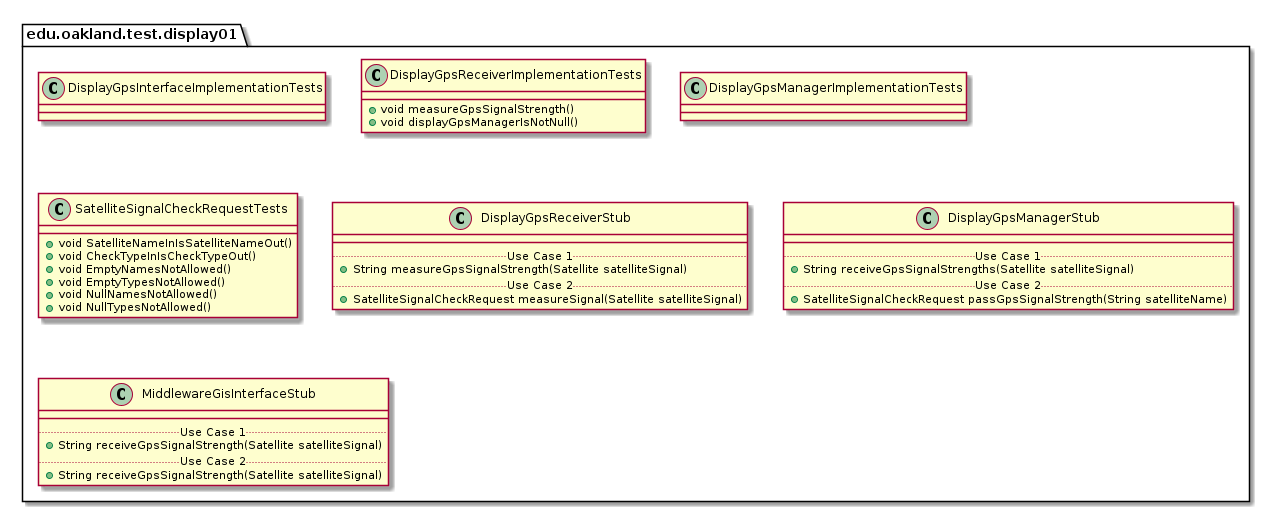 edu.oakland.test.display01
C DisplayGpsInterfaceImplementationTests
C DisplayGpsReceiverImplementationTests
void measureGpsSignalStrength()
void displayGpsManagerIsNotNull()
C DisplayGpsManagerImplementationTests
C SatelliteSignalCheckRequestTests
void SatelliteNameInIsSatelliteNameOut()
void CheckTypeInIsCheckTypeOut()
void EmptyNamesNotAllowed()
void EmptyTypesNotAllowed()
void NullNamesNotAllowed()
void NullTypesNotAllowed()
C DisplayGpsReceiverStub
Use Case 1
String measureGpsSignalStrength(Satellite satelliteSignal)
Use Case 2
SatelliteSignalCheckRequest measureSignal(Satellite satelliteSignal)
C DisplayGpsManagerStub
Use Case 1
String receiveGpsSignalStrengths(Satellite satelliteSignal)
Use Case 2
SatelliteSignalCheckRequest passGpsSignalStrength(String satelliteName)
C MiddlewareGisInterfaceStub
Use Case 1
String receiveGpsSignalStrength(Satellite satelliteSignal)
Use Case 2
String receiveGpsSignalStrength(Satellite satelliteSignal)